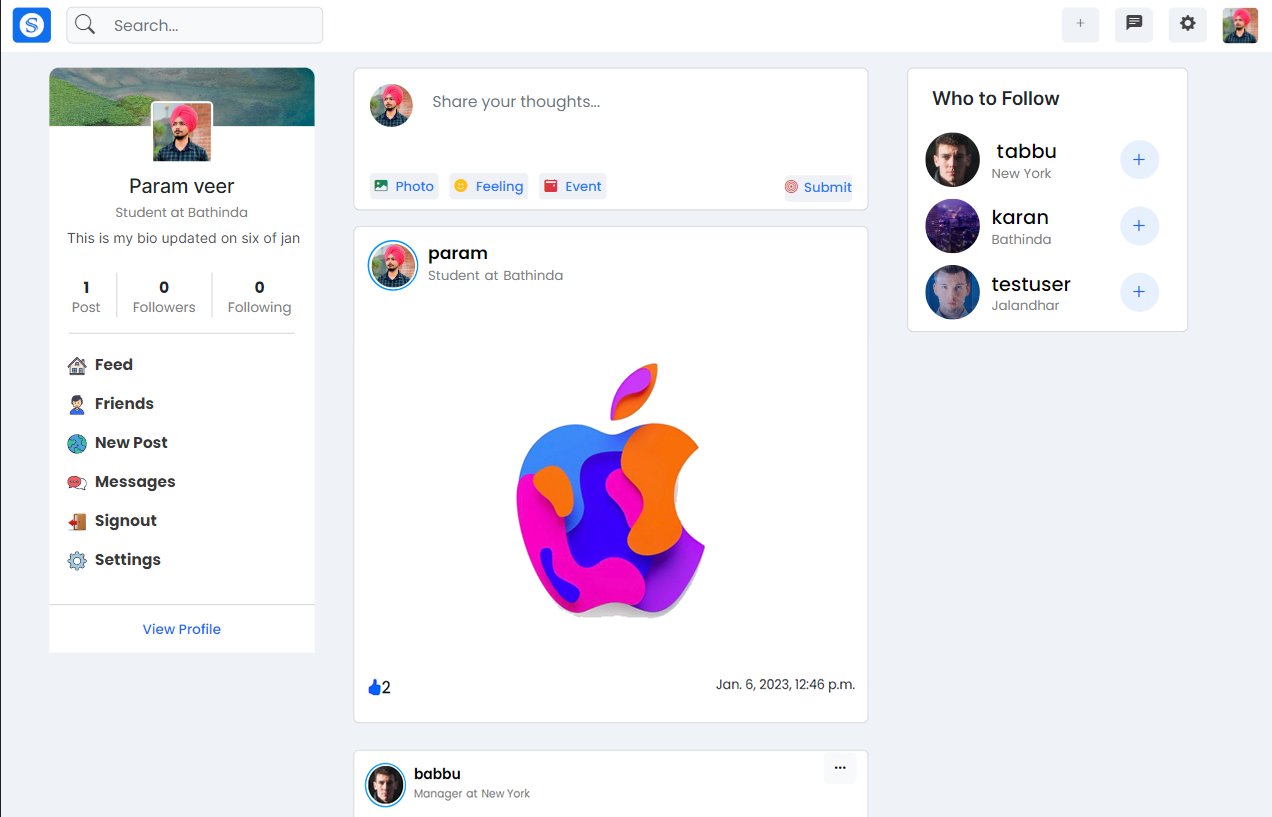 S
Search...
+
Param veer
Student at Bathinda
This is my bio updated on six of jan
1
Post
0
Followers
0
Following
Feed
Friends
New Post
Messages
Signout
Settings
View Profile
Share your thoughts...
Photo
Feeling
Event
Submit
param
Student at Bathinda
2
Jan. 6, 2023, 12:46 p.m.
babbu
Manager at New York
...
Who to Follow
tabbu
New York
+
karan
Bathinda
+
testuser
Jalandhar
+